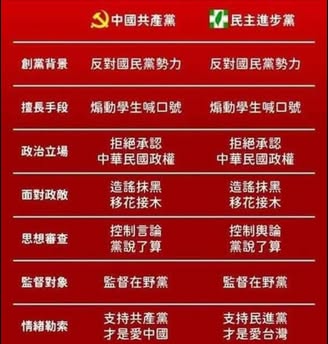 中國共產黨 民主進步黨
創黨背景 反對國民黨勢力 反對國民黨勢力
擅長手段 煽動學生喊口號 煽動學生喊口號
政治立場 拒絕承認 中華民國政權 拒絕承認 中華民國政權
面對政敵 造謠抹黑 移花接木 造謠抹黑 移花接木
思想審查 控制言論 黨說了算 控制輿論 黨說了算
監督對象 監督在野黨 監督在野黨
情緒勒索 支持共產黨 才是愛中國 支持民進黨 才是愛台灣